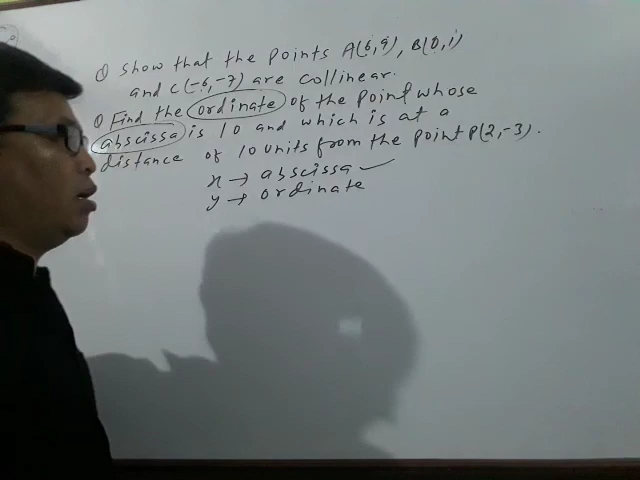 Show that the points A(6,9), B(0,1)
and C(-6,-7) are collinear.
Find the ordinate of the point whose
abscissa is 10 and which is at a
distance of 10 units from the point P(2,-3).
x → abscissa ✓
y → ordinate